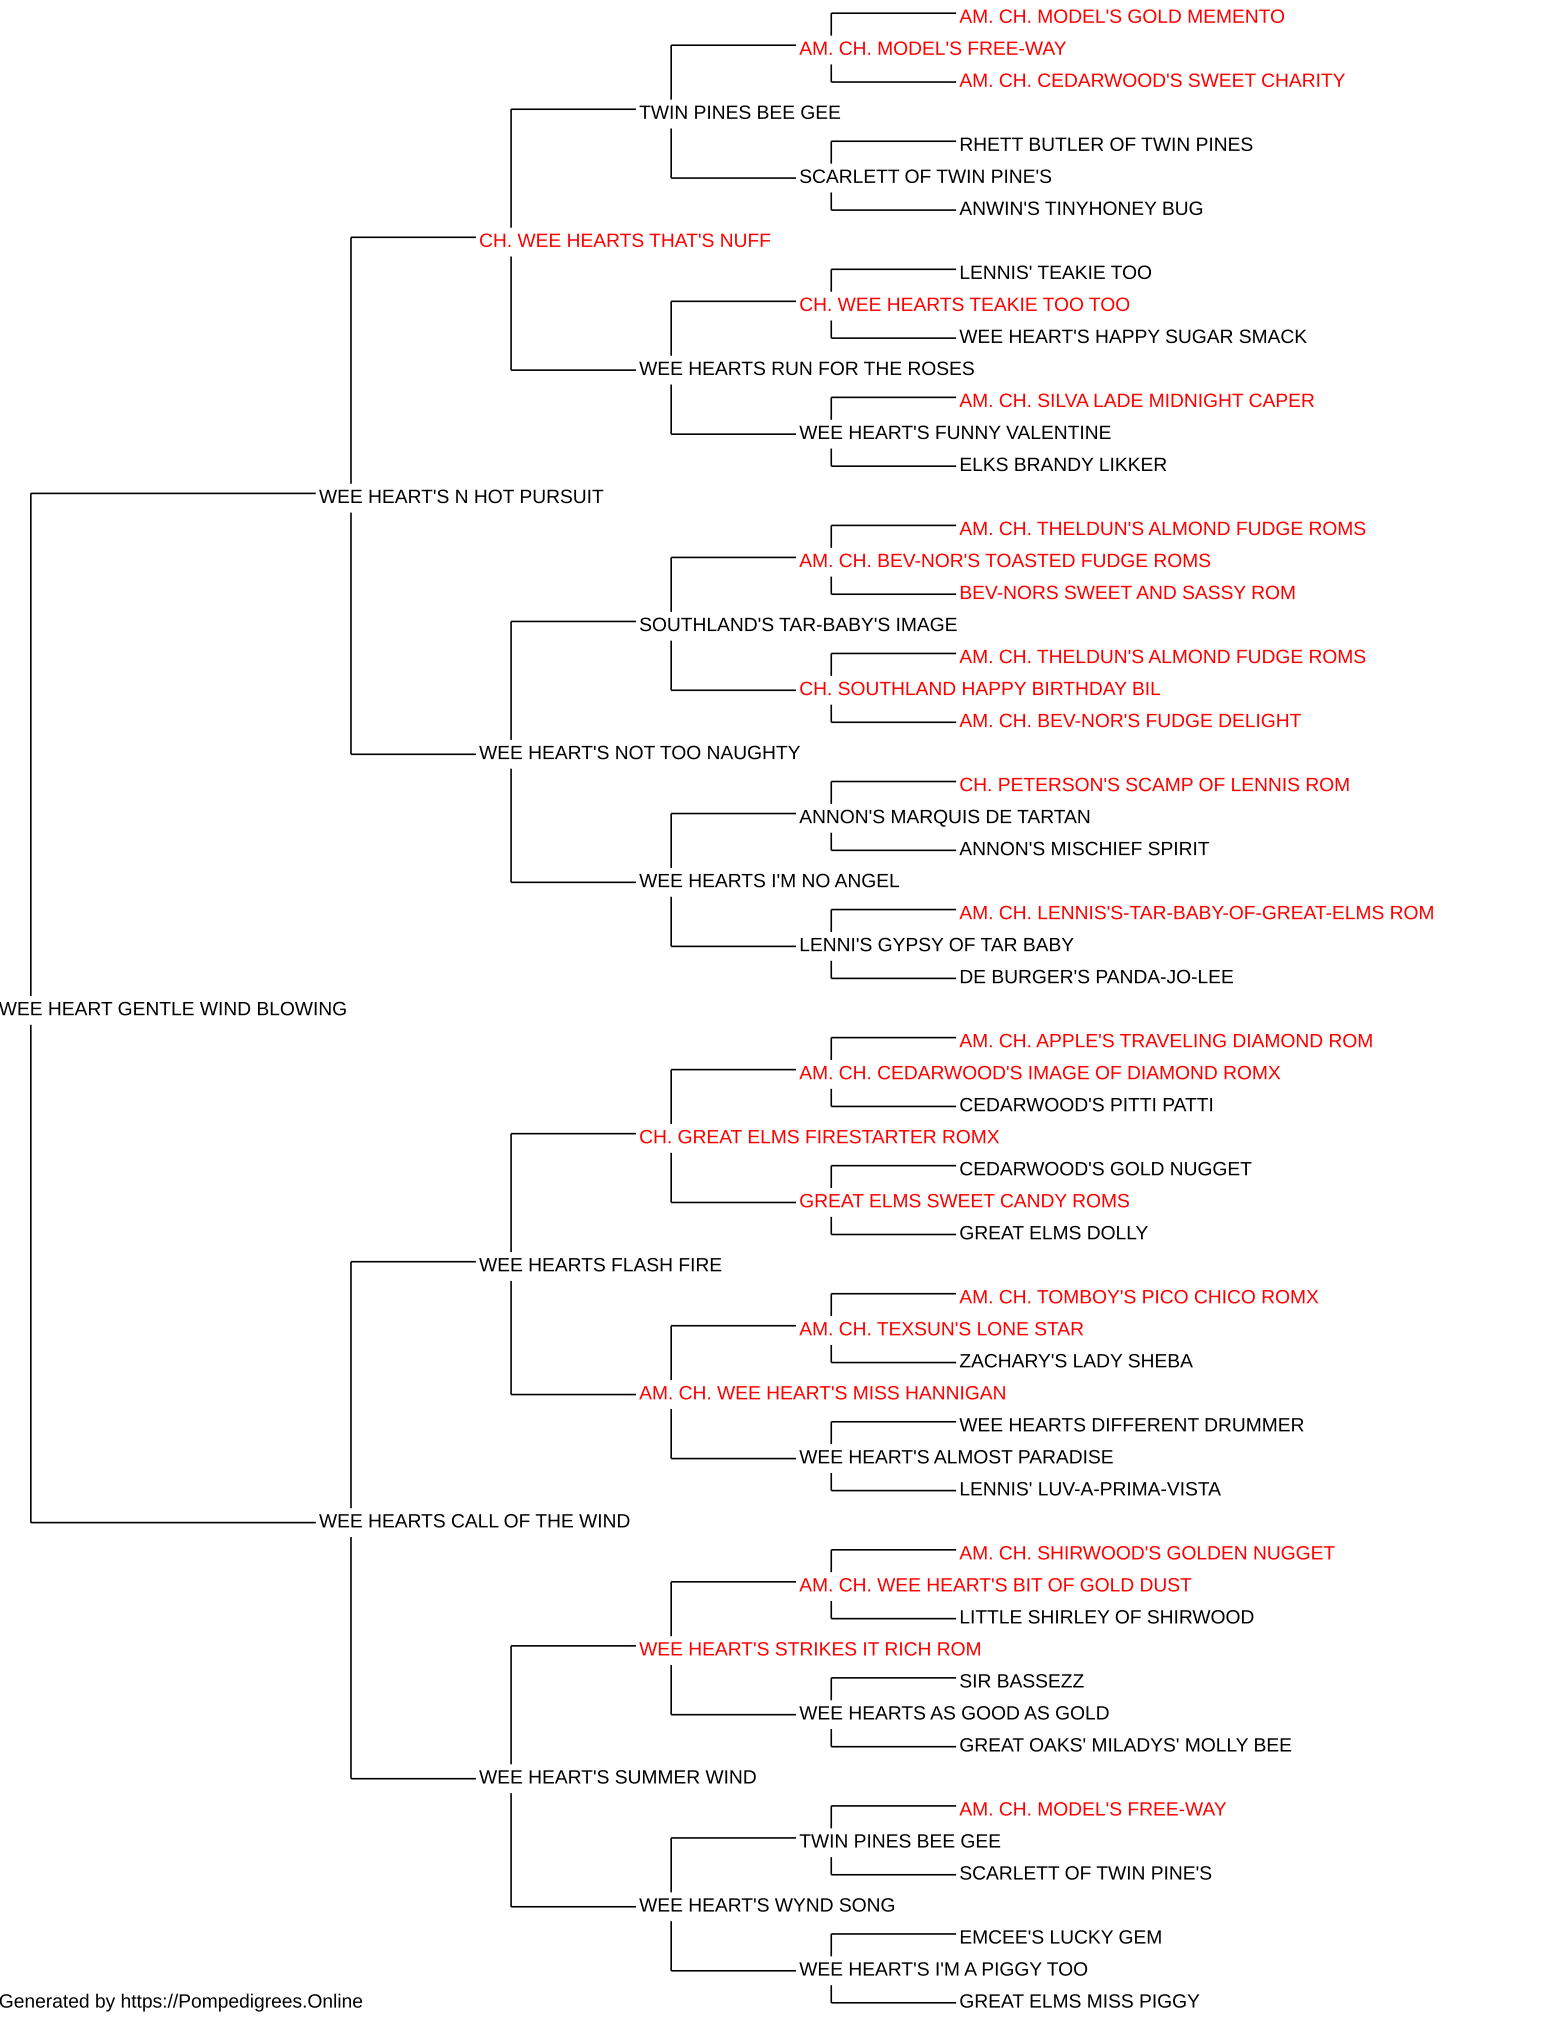 AM. CH. MODEL'S GOLD MEMENTO
AM. CH. MODEL'S FREE-WAY
AM. CH. CEDARWOOD'S SWEET CHARITY
TWIN PINES BEE GEE
RHETT BUTLER OF TWIN PINES
SCARLETT OF TWIN PINE'S
ANWIN'S TINYHONEY BUG
CH. WEE HEARTS THAT'S NUFF
LENNIS' TEAKIE TOO
CH. WEE HEARTS TEAKIE TOO TOO
WEE HEART'S HAPPY SUGAR SMACK
WEE HEARTS RUN FOR THE ROSES
AM. CH. SILVA LADE MIDNIGHT CAPER
WEE HEART'S FUNNY VALENTINE
ELKS BRANDY LIKKER
WEE HEART'S N HOT PURSUIT
AM. CH. THELDUN'S ALMOND FUDGE ROMS
AM. CH. BEV-NOR'S TOASTED FUDGE ROMS
BEV-NORS SWEET AND SASSY ROM
SOUTHLAND'S TAR-BABY'S IMAGE
AM. CH. THELDUN'S ALMOND FUDGE ROMS
CH. SOUTHLAND HAPPY BIRTHDAY BIL
AM. CH. BEV-NOR'S FUDGE DELIGHT
WEE HEART'S NOT TOO NAUGHTY
CH. PETERSON'S SCAMP OF LENNIS ROM
ANNON'S MARQUIS DE TARTAN
ANNON'S MISCHIEF SPIRIT
WEE HEARTS I'M NO ANGEL
AM. CH. LENNIS'S-TAR-BABY-OF-GREAT-ELMS ROM
LENNI'S GYPSY OF TAR BABY
DE BURGER'S PANDA-JO-LEE
WEE HEART GENTLE WIND BLOWING
AM. CH. APPLE'S TRAVELING DIAMOND ROM
AM. CH. CEDARWOOD'S IMAGE OF DIAMOND ROMX
CEDARWOOD'S PITTI PATTI
CH. GREAT ELMS FIRESTARTER ROMX
CEDARWOOD'S GOLD NUGGET
GREAT ELMS SWEET CANDY ROMS
GREAT ELMS DOLLY
WEE HEARTS FLASH FIRE
AM. CH. TOMBOY'S PICO CHICO ROMX
AM. CH. TEXSUN'S LONE STAR
ZACHARY'S LADY SHEBA
AM. CH. WEE HEART'S MISS HANNIGAN
WEE HEARTS DIFFERENT DRUMMER
WEE HEART'S ALMOST PARADISE
LENNIS' LUV-A-PRIMA-VISTA
WEE HEARTS CALL OF THE WIND
AM. CH. SHIRWOOD'S GOLDEN NUGGET
AM. CH. WEE HEART'S BIT OF GOLD DUST
LITTLE SHIRLEY OF SHIRWOOD
WEE HEART'S STRIKES IT RICH ROM
SIR BASSEZZ
WEE HEARTS AS GOOD AS GOLD
GREAT OAKS' MILADYS' MOLLY BEE
WEE HEART'S SUMMER WIND
AM. CH. MODEL'S FREE-WAY
TWIN PINES BEE GEE
SCARLETT OF TWIN PINE'S
WEE HEART'S WYND SONG
EMCEE'S LUCKY GEM
WEE HEART'S I'M A PIGGY TOO
GREAT ELMS MISS PIGGY
Generated by https://Pompedigrees.Online